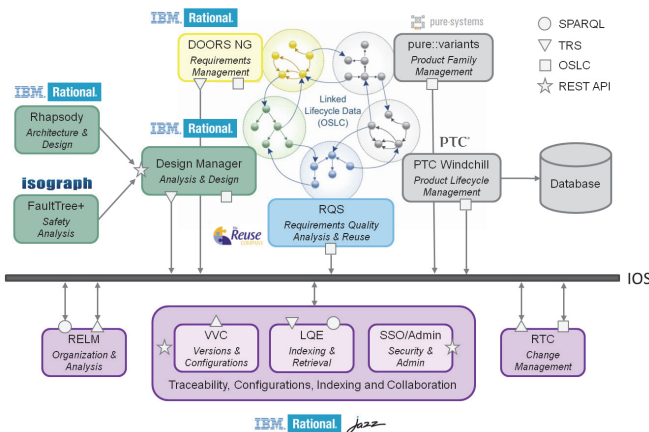 IBM. Rational.
pure-systems
SPARQL
TRS
OSLC
REST API
DOORS NG
Requirements
Management
pure::variants
Product Family
Management
Linked
Lifecycle Data
(OSLC)
IBM. Rational.
Rhapsody
Architecture &
Design
IBM. Rational.
Design Manager
Analysis & Design
PTC
PTC Windchill
Product Lifecycle
Management
Database
isograph
FaultTree+
Safety
Analysis
The
Reuse
COMPANY
RQS
Requirements Quality
Analysis & Reuse
IOS
RELM
Organization &
Analysis
VVC
Versions &
Configurations
LQE
Indexing &
Retrieval
SSO/Admin
Security &
Admin
Traceability, Configurations, Indexing and Collaboration
RTC
Change
Management
IBM. Rational.
jazz